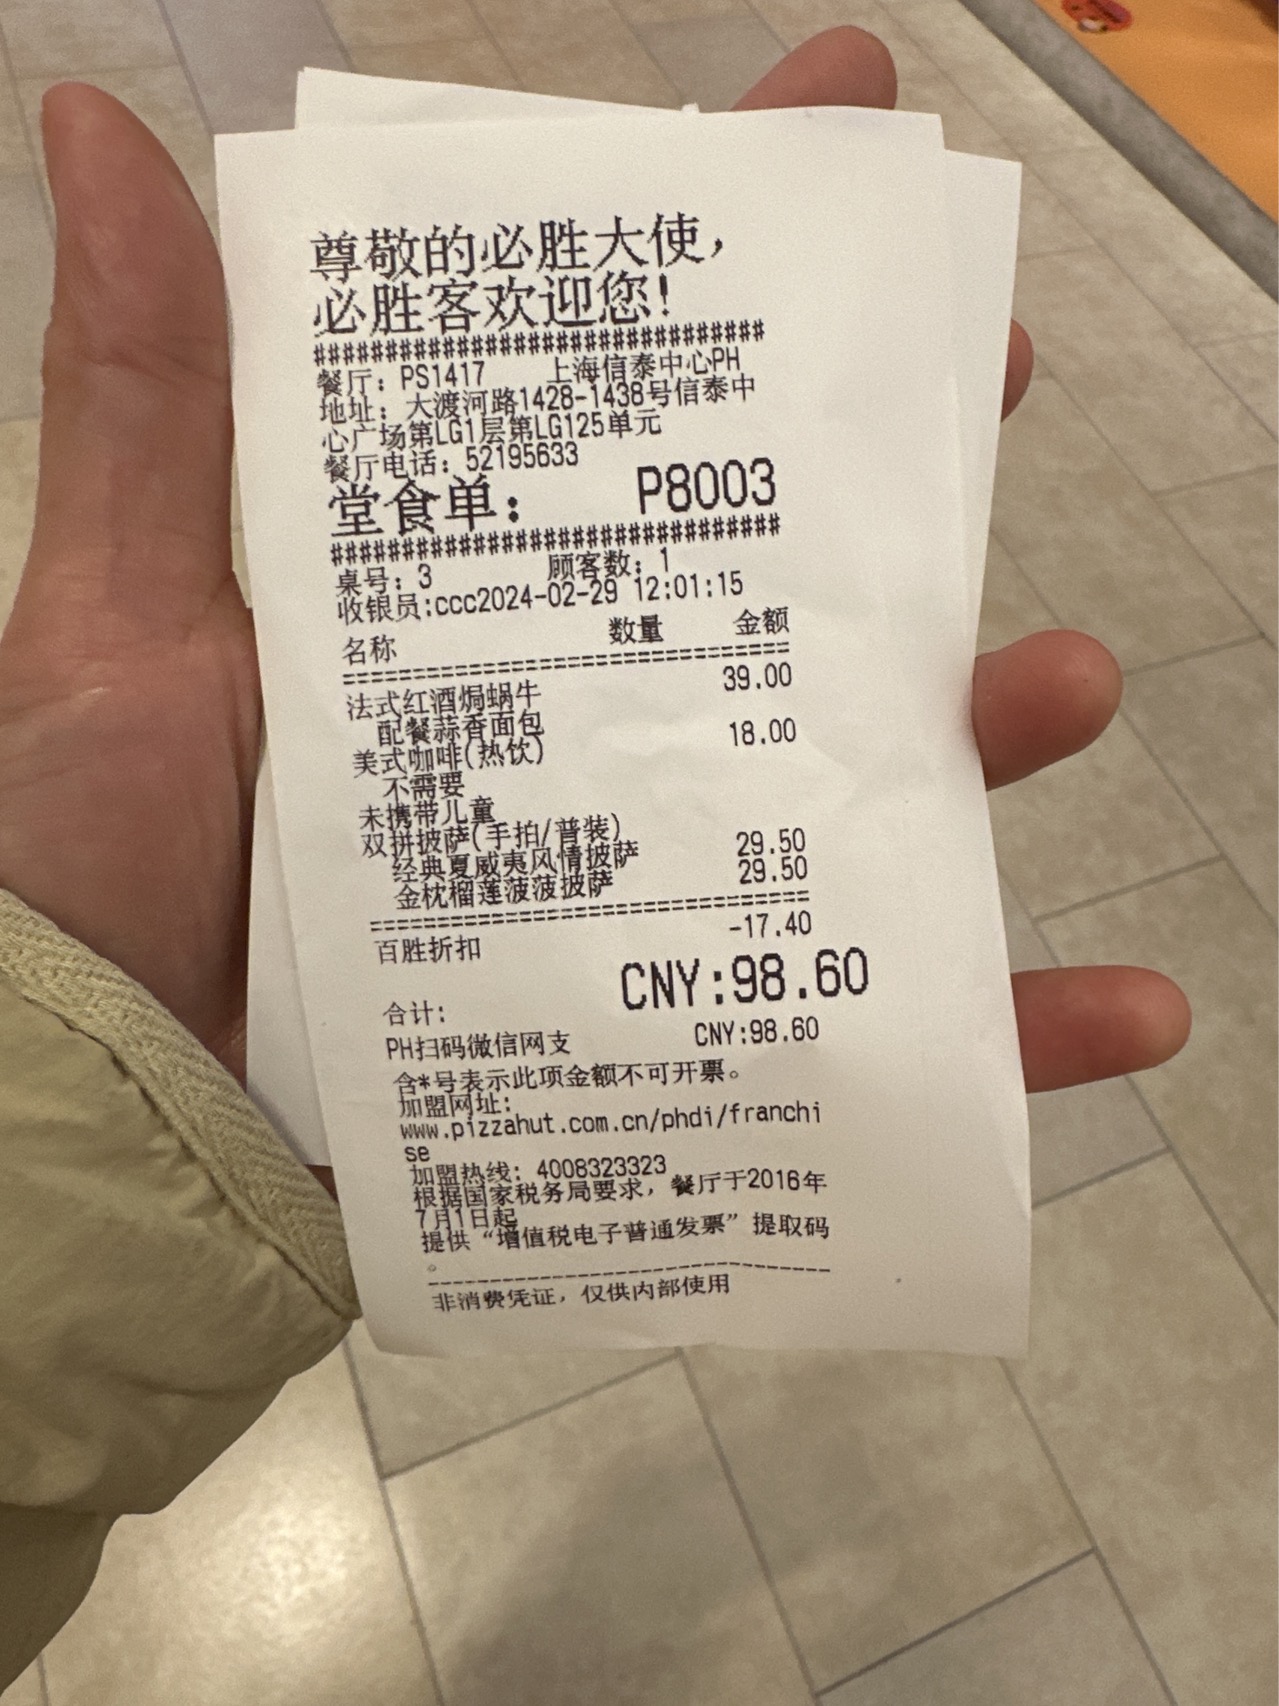 尊敬的必胜大使，
必胜客欢迎您！
################################
餐厅：PS1417 上海信泰中心PH
地址：大渡河路1428-1438号信泰中
心广场第LG1层第LG125单元
餐厅电话：52195633
堂食单： P8003
################################
桌号：3 顾客数：1
收银员:ccc2024-02-29 12:01:15
名称 数量 金额
================================
法式红酒焗蜗牛 39.00
配餐蒜香面包
美式咖啡(热饮) 18.00
不需要
未携带儿童
双拼披萨(手拍/普装)
经典夏威夷风情披萨 29.50
金枕榴莲菠菠披萨 29.50
================================
百胜折扣 -17.40
合计: CNY:98.60
PH扫码微信网支 CNY:98.60
含*号表示此项金额不可开票。
加盟网址:
www.pizzahut.com.cn/phdi/franchi
se
加盟热线: 4008323323
根据国家税务局要求，餐厅于2016年
7月1日起
提供“增值税电子普通发票”提取码
。
--------------------------------
非消费凭证，仅供内部使用